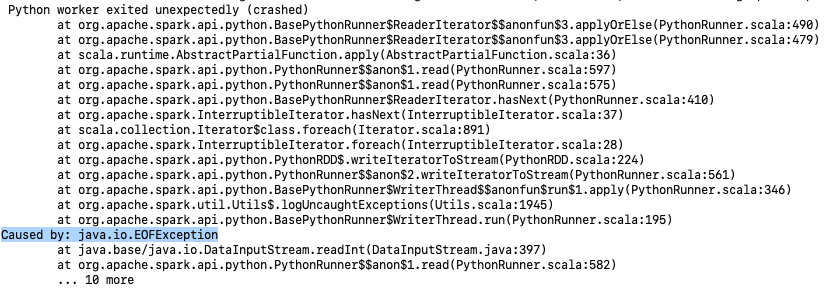 Python worker exited unexpectedly (crashed)
at org.apache.spark.api.python.BasePythonRunner$ReaderIterator$$anonfun$3.applyOrElse(PythonRunner.scala:490)
at org.apache.spark.api.python.BasePythonRunner$ReaderIterator$$anonfun$3.applyOrElse(PythonRunner.scala:479)
at scala.runtime.AbstractPartialFunction.apply(AbstractPartialFunction.scala:36)
at org.apache.spark.api.python.PythonRunner$$anon$1.read(PythonRunner.scala:597)
at org.apache.spark.api.python.PythonRunner$$anon$1.read(PythonRunner.scala:575)
at org.apache.spark.api.python.BasePythonRunner$ReaderIterator.hasNext(PythonRunner.scala:410)
at org.apache.spark.InterruptibleIterator.hasNext(InterruptibleIterator.scala:37)
at scala.collection.Iterator$class.foreach(Iterator.scala:891)
at org.apache.spark.InterruptibleIterator.foreach(InterruptibleIterator.scala:28)
at org.apache.spark.api.python.PythonRDD$.writeIteratorToStream(PythonRDD.scala:224)
at org.apache.spark.api.python.PythonRunner$$anon$2.writeIteratorToStream(PythonRunner.scala:561)
at org.apache.spark.api.python.BasePythonRunner$WriterThread$$anonfun$run$1.apply(PythonRunner.scala:346)
at org.apache.spark.util.Utils$.logUncaughtExceptions(Utils.scala:1945)
at org.apache.spark.api.python.BasePythonRunner$WriterThread.run(PythonRunner.scala:195)
Caused by: java.io.EOFException
at java.base/java.io.DataInputStream.readInt(DataInputStream.java:397)
at org.apache.spark.api.python.PythonRunner$$anon$1.read(PythonRunner.scala:582)
... 10 more